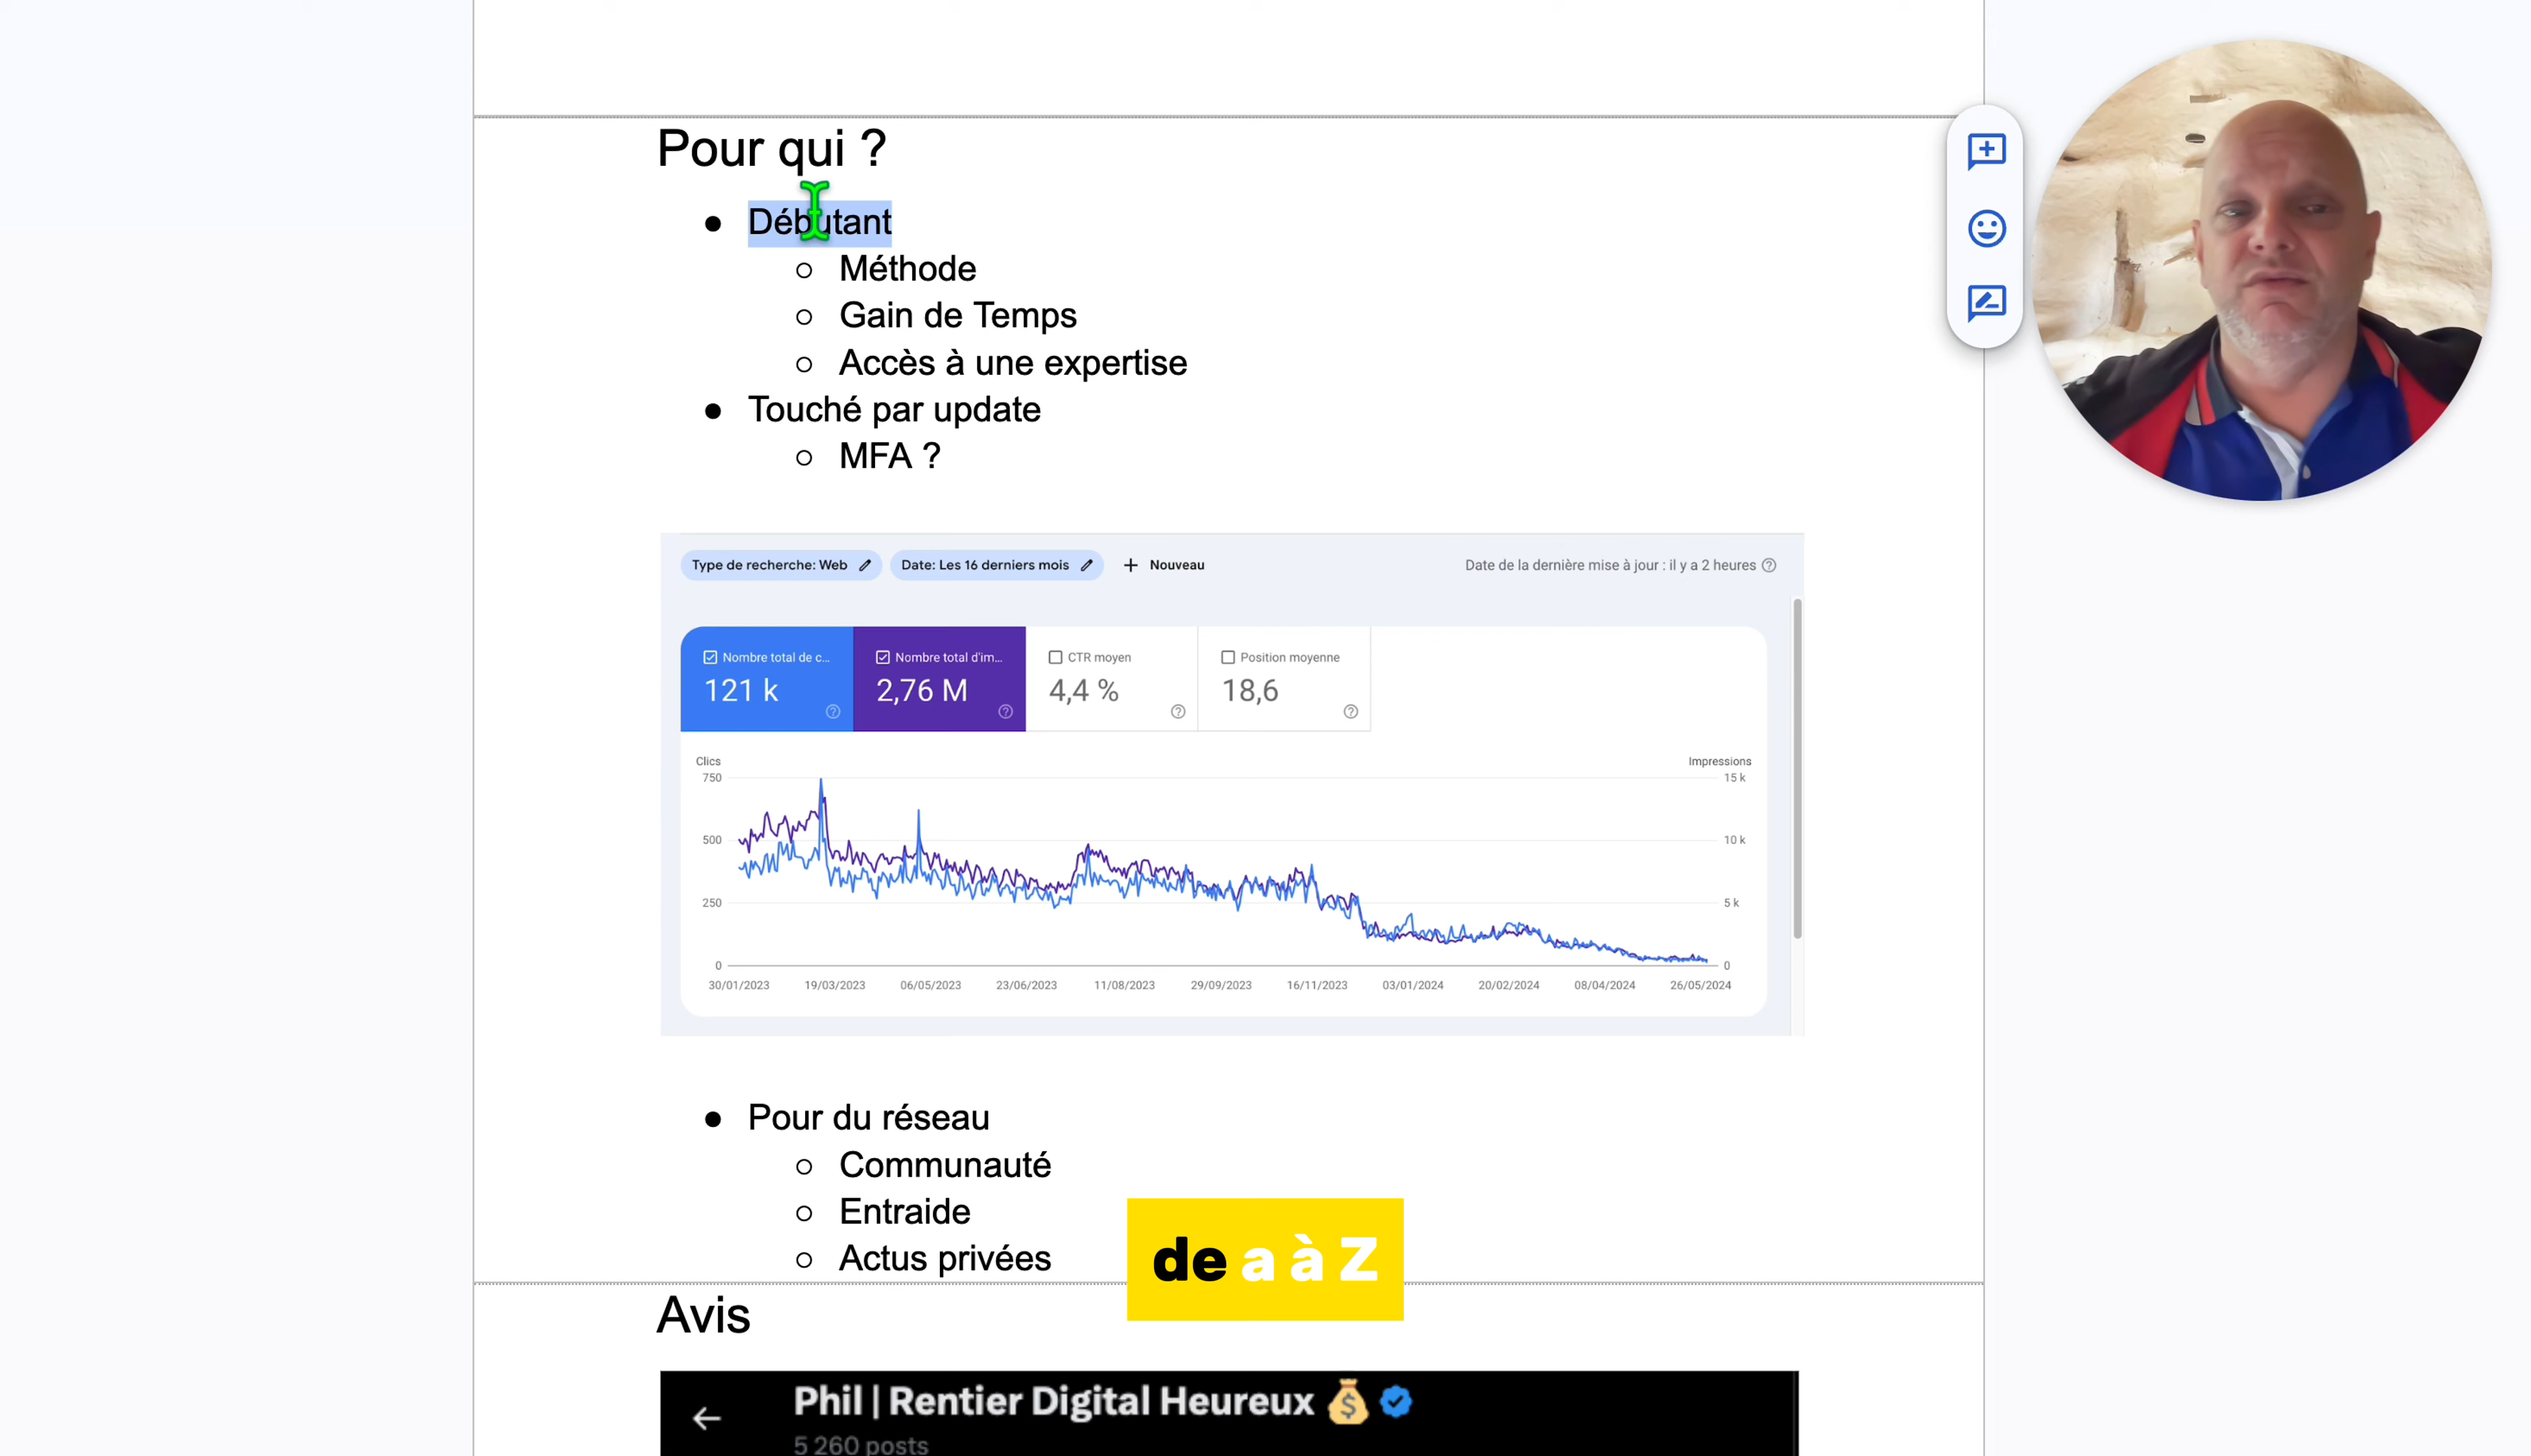 Pour qui ?
● Débutant
○ Méthode
○ Gain de Temps
○ Accès à une expertise
● Touché par update
○ MFA ?
Type de recherche: Web
Date: Les 16 derniers mois
+ Nouveau
Date de la dernière mise à jour : il y a 2 heures
Nombre total de c...
121 k
Nombre total d'im...
2,76 M
CTR moyen
4,4 %
Position moyenne
18,6
Clics
Impressions
750
15 k
500
10 k
250
5 k
0
0
30/01/2023
19/03/2023
06/05/2023
23/06/2023
11/08/2023
29/09/2023
16/11/2023
03/01/2024
20/02/2024
08/04/2024
26/05/2024
● Pour du réseau
○ Communauté
○ Entraide
○ Actus privées
de a à Z
Avis
Phil | Rentier Digital Heureux
5 260 posts